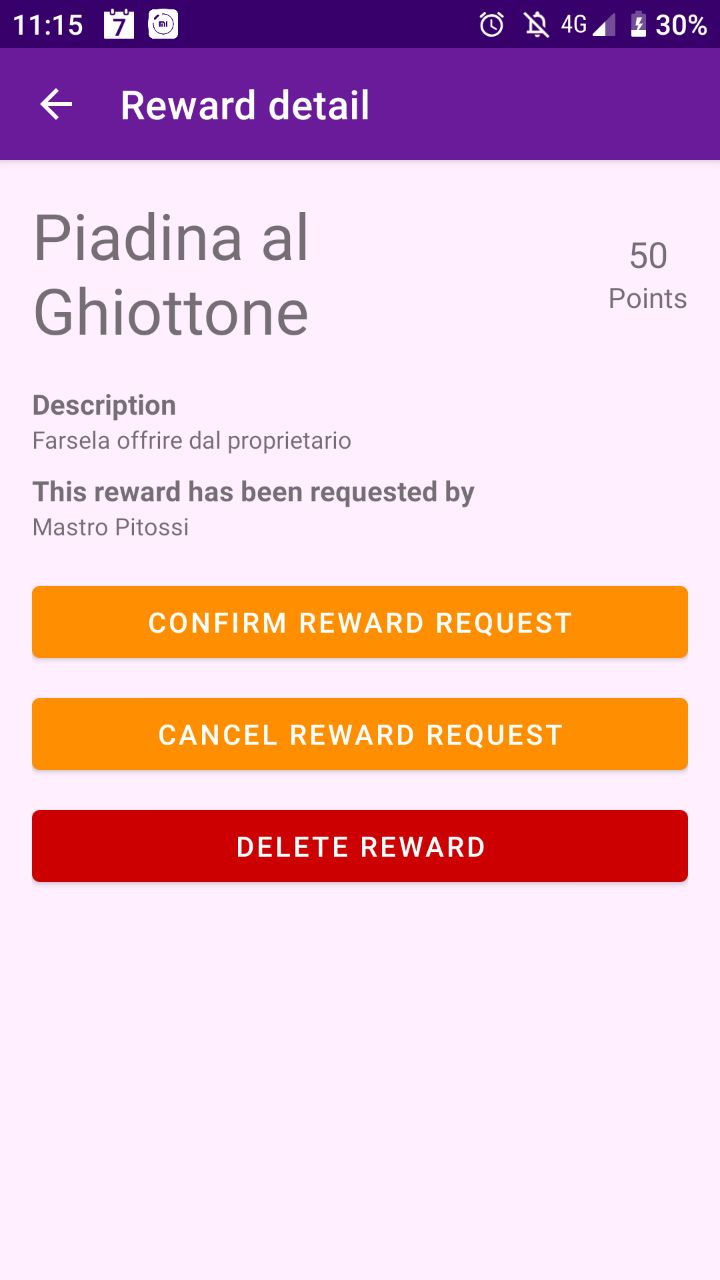 11:15
7
4G
30%
Reward detail
Piadina al
Ghiottone
50
Points
Description
Farsela offrire dal proprietario
This reward has been requested by
Mastro Pitossi
CONFIRM REWARD REQUEST
CANCEL REWARD REQUEST
DELETE REWARD